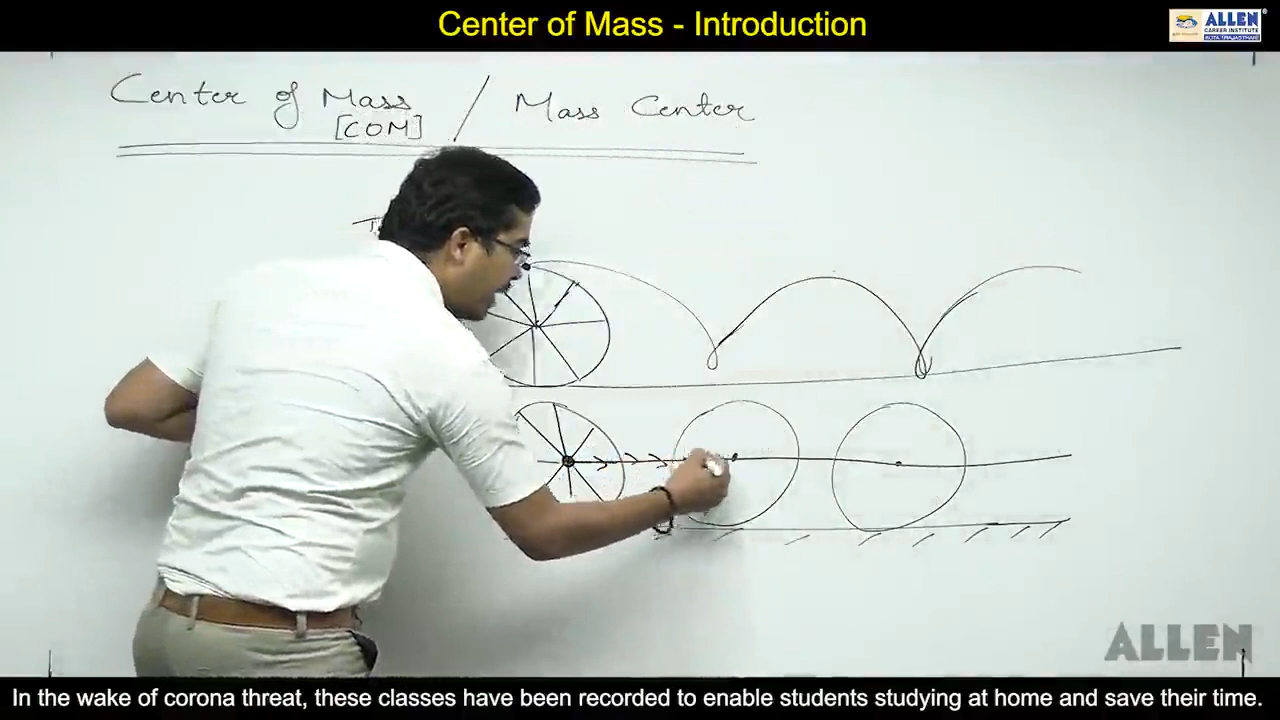 Center of Mass - Introduction
ALLEN
CAREER INSTITUTE
KOTA (RAJASTHAN)
Center of Mass / Mass Center
[COM]
ALLEN
In the wake of corona threat, these classes have been recorded to enable students studying at home and save their time.